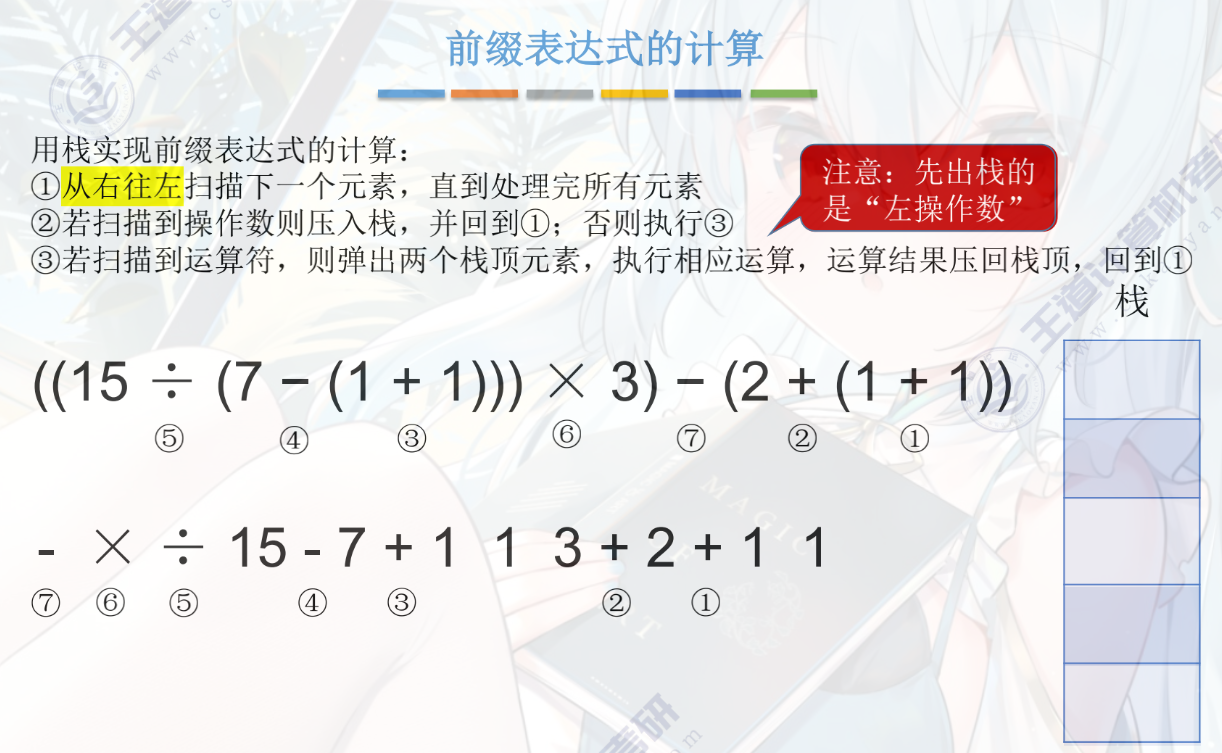 前缀表达式的计算
用栈实现前缀表达式的计算：
①从右往左扫描下一个元素，直到处理完所有元素
②若扫描到操作数则压入栈，并回到①；否则执行③
③若扫描到运算符，则弹出两个栈顶元素，执行相应运算，运算结果压回栈顶，回到①
注意：先出栈的
是“左操作数”
栈
((15 ÷ (7 − (1 + 1))) × 3) − (2 + (1 + 1))
⑤ ④ ③ ⑥ ⑦ ② ①
- × ÷ 15 - 7 + 1 1 3 + 2 + 1 1
⑦ ⑥ ⑤ ④ ③ ② ①
MAGIC